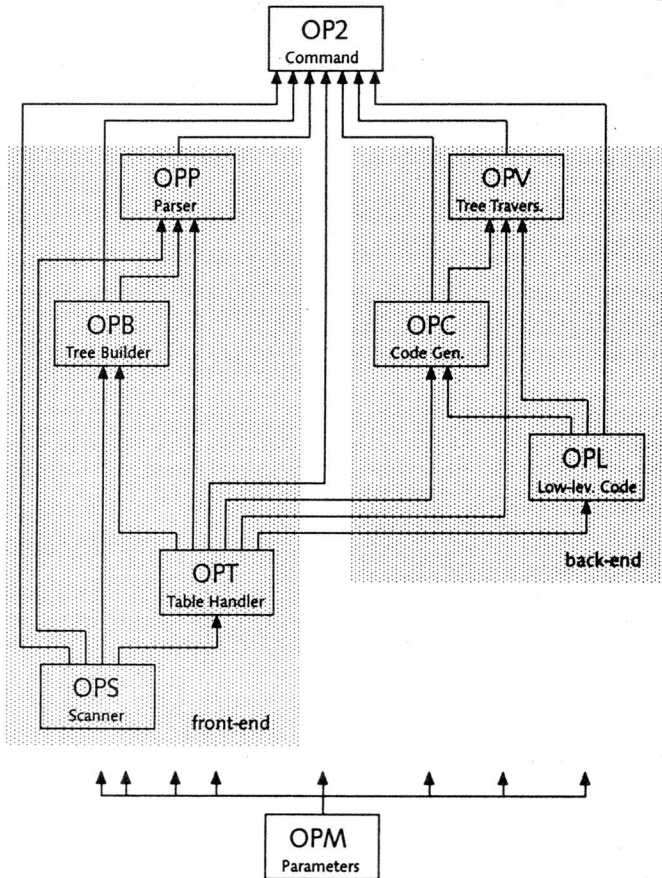 OP2
Command
OPP
Parser
OPV
Tree Travers.
OPB
Tree Builder
OPC
Code Gen.
OPL
Low-lev. Code
back-end
OPT
Table Handler
OPS
Scanner
front-end
OPM
Parameters